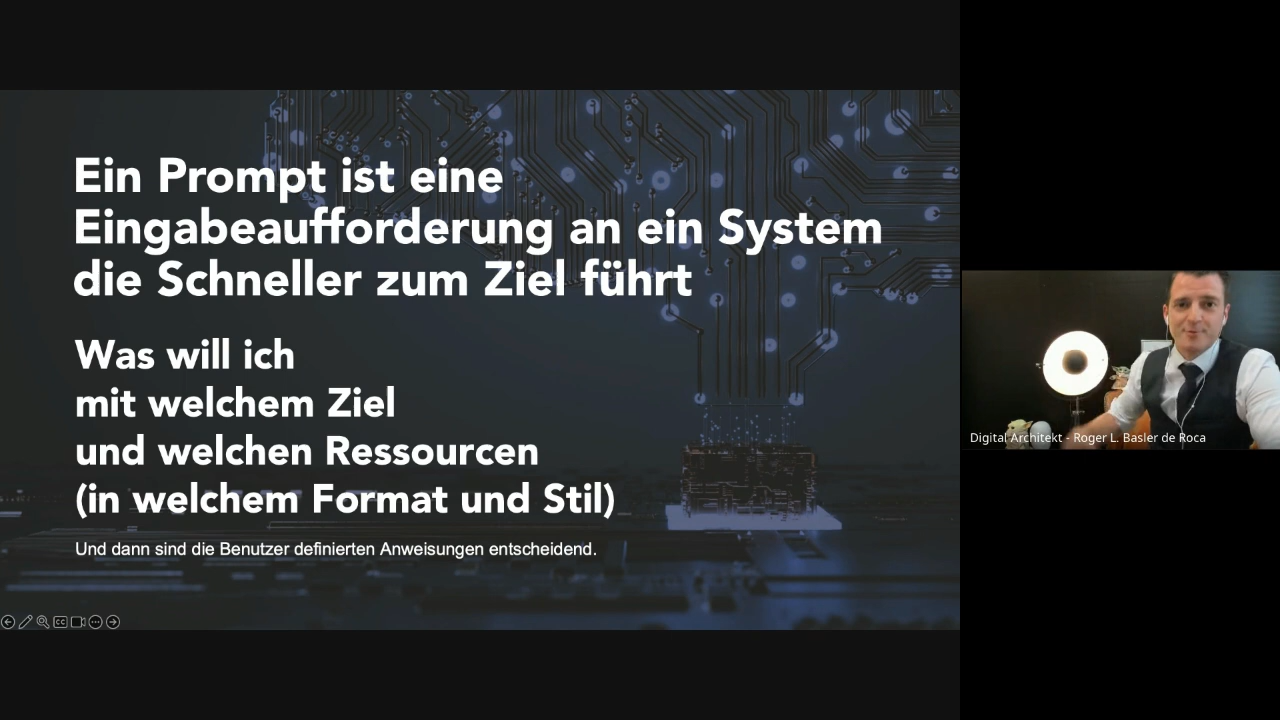 Ein Prompt ist eine
Eingabeaufforderung an ein System
die Schneller zum Ziel führt
Was will ich
mit welchem Ziel
und welchen Ressourcen
(in welchem Format und Stil)
Und dann sind die Benutzer definierten Anweisungen entscheidend.
CC
Digital Architekt - Roger L. Basler de Roca